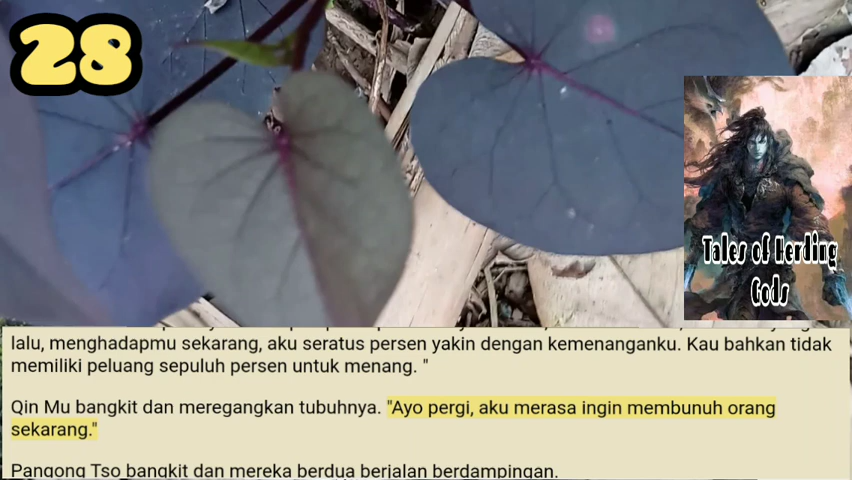 28
Tales of Herding
Gods
lalu, menghadapmu sekarang, aku seratus persen yakin dengan kemenanganku. Kau bahkan tidak
memiliki peluang sepuluh persen untuk menang. "
Qin Mu bangkit dan meregangkan tubuhnya. "Ayo pergi, aku merasa ingin membunuh orang
sekarang."
Pangong Tso bangkit dan mereka berdua berjalan berdampingan.